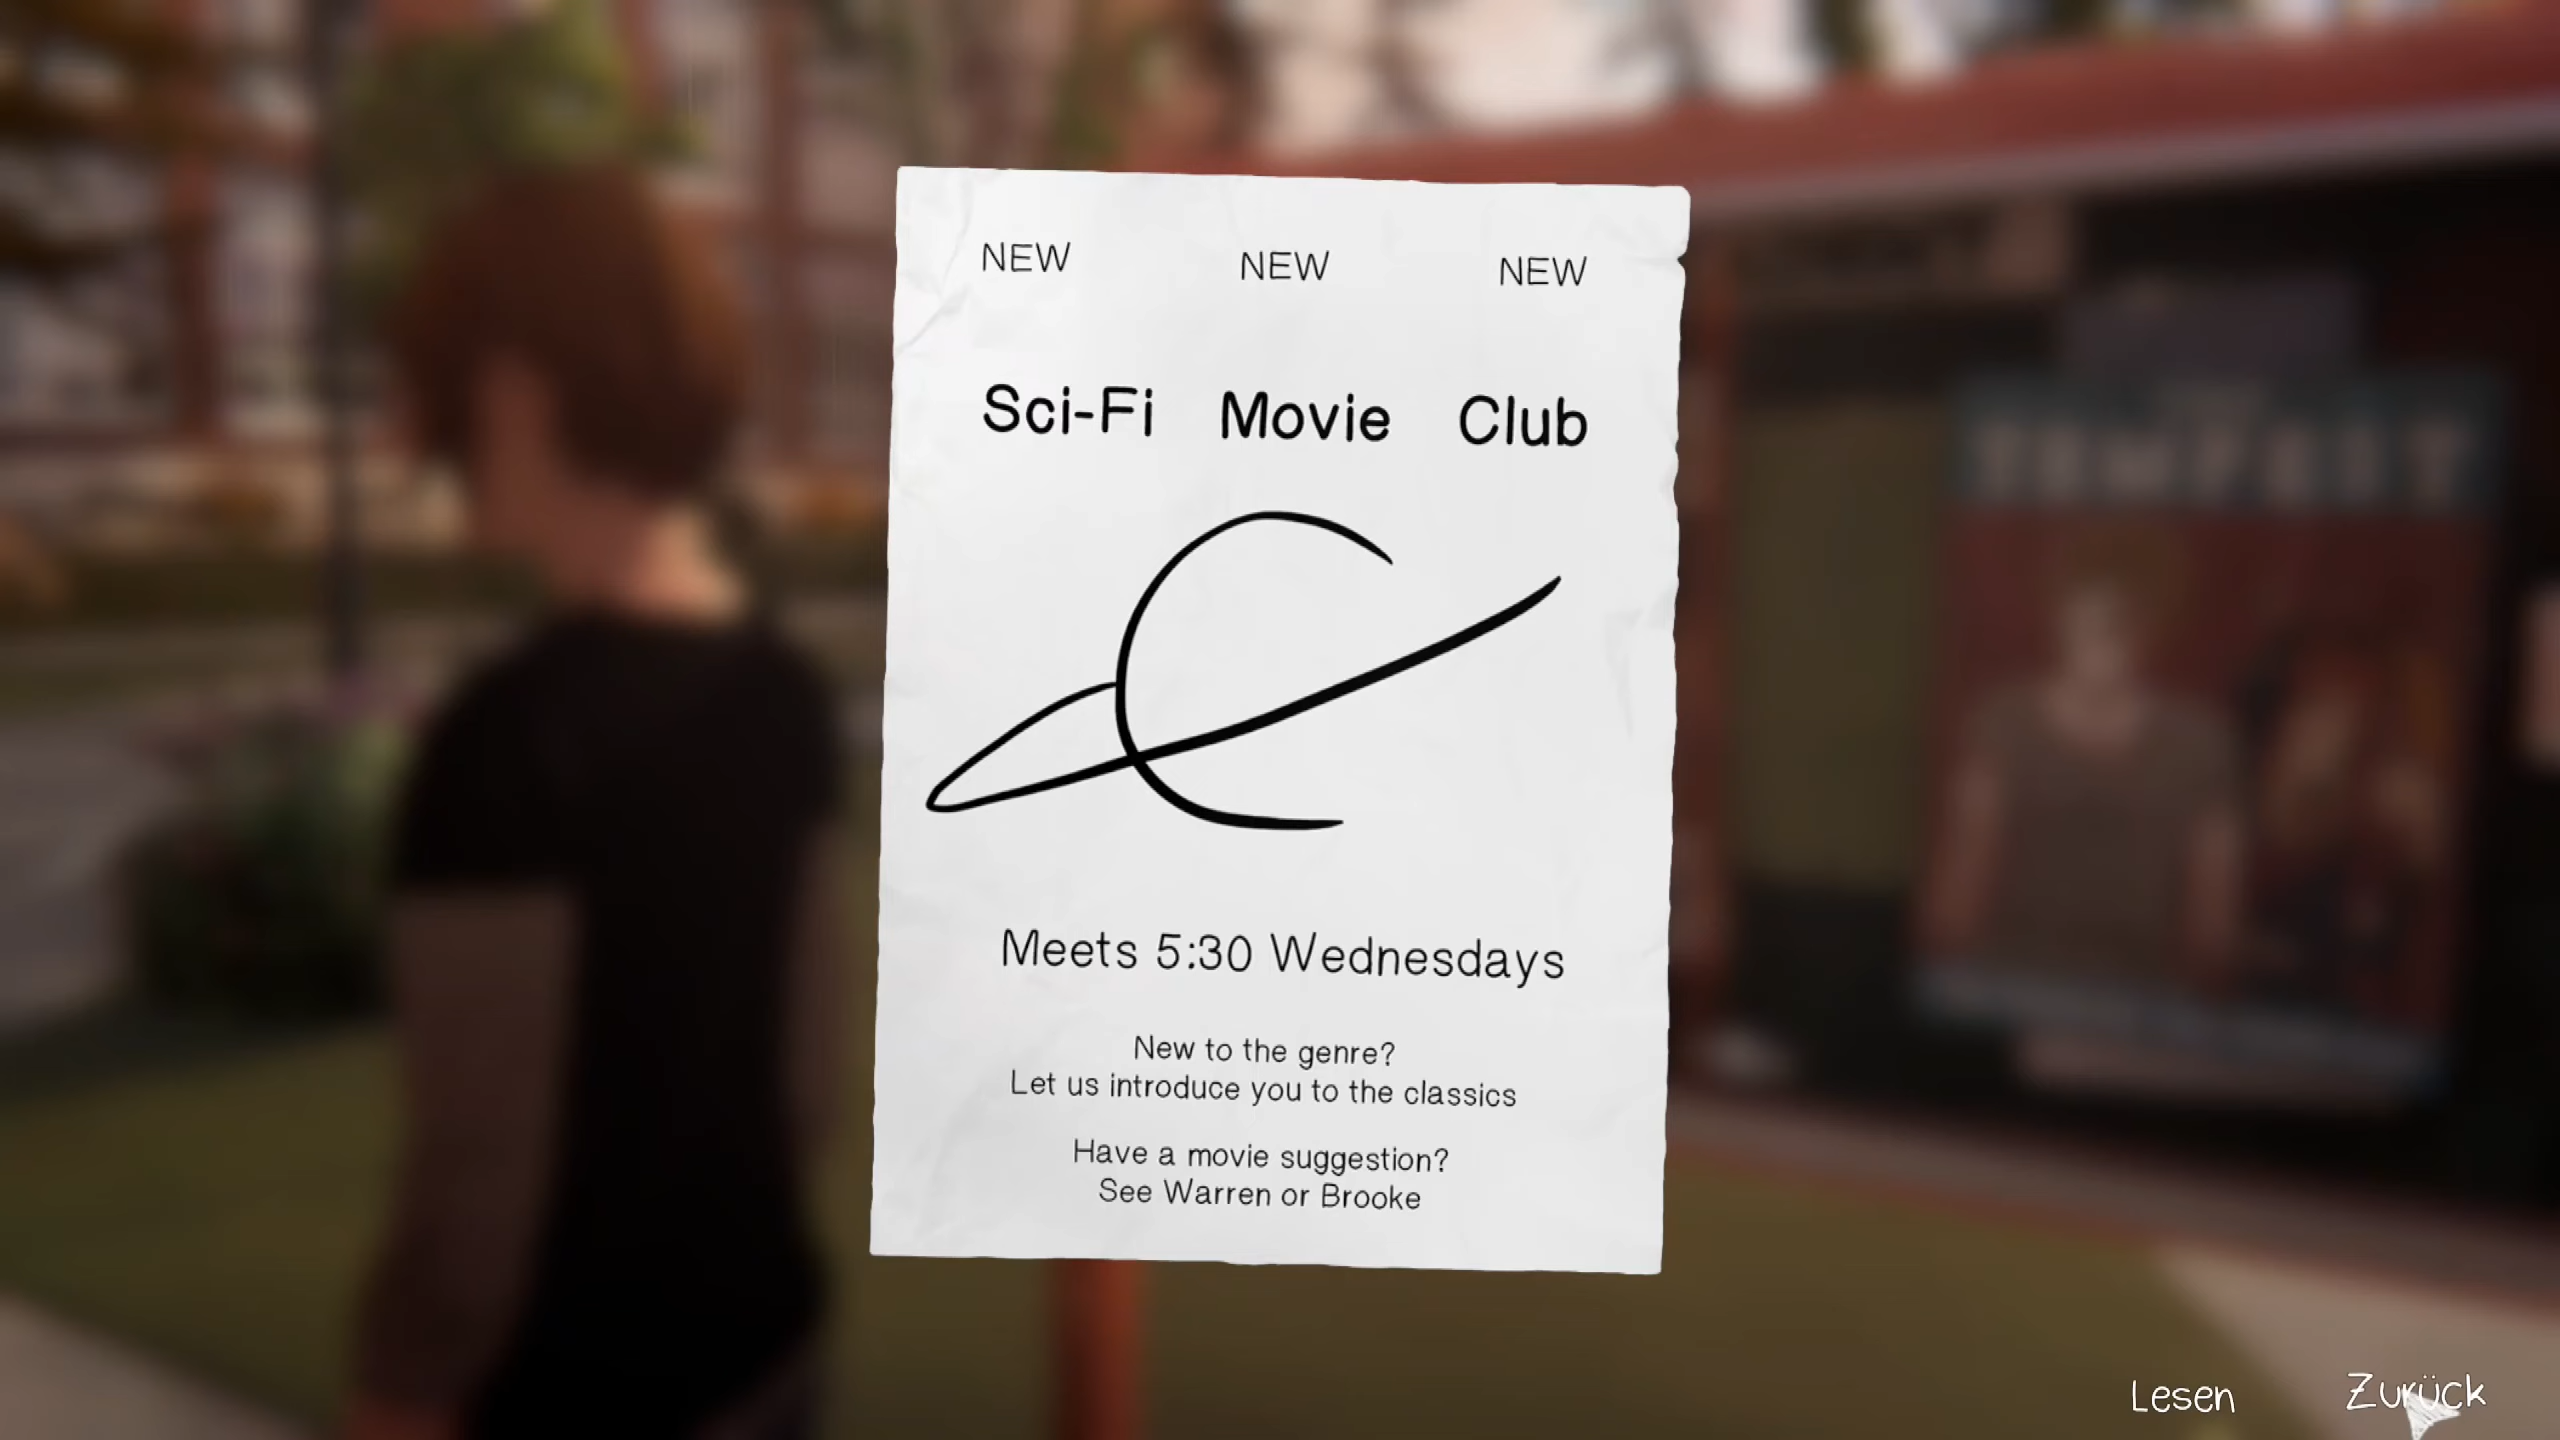 NEW NEW NEW
Sci-Fi Movie Club
Meets 5:30 Wednesdays
New to the genre?
Let us introduce you to the classics
Have a movie suggestion?
See Warren or Brooke
TEMPEST
Lesen Zurück